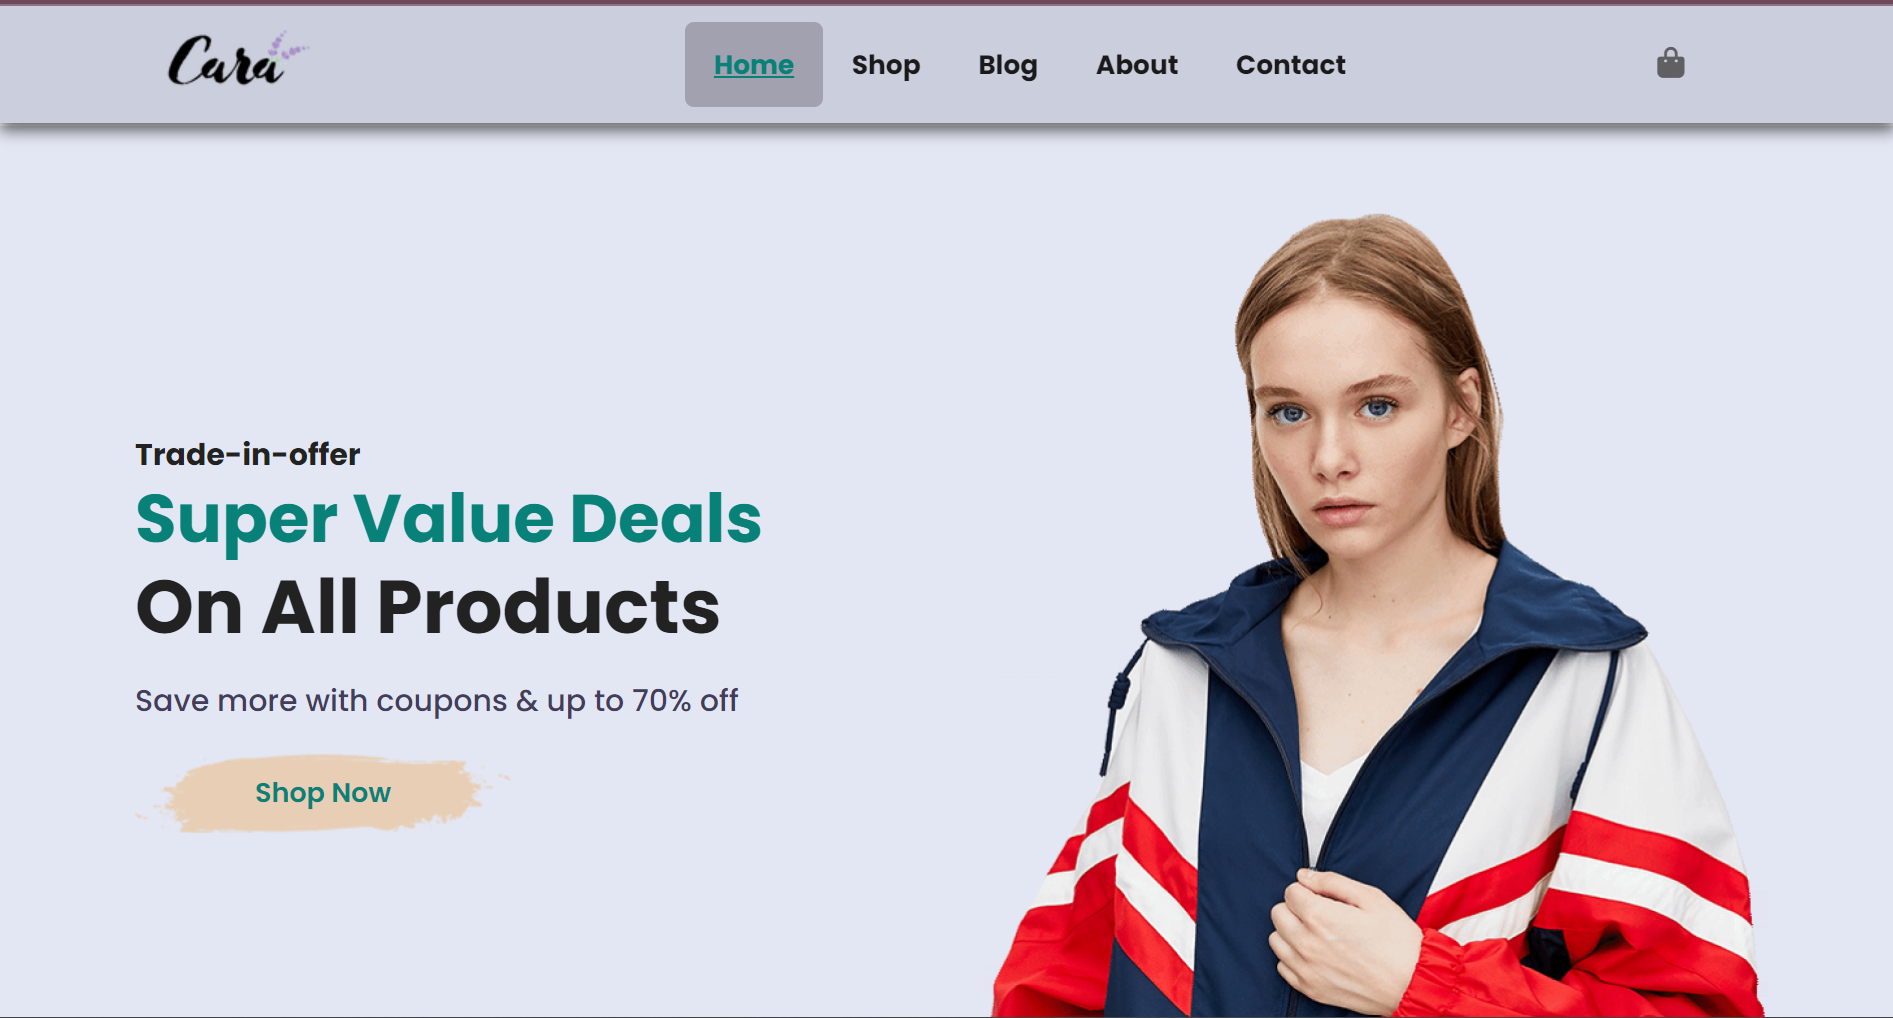 Cara
Home Shop Blog About Contact
Trade-in-offer
Super Value Deals
On All Products
Save more with coupons & up to 70% off
Shop Now